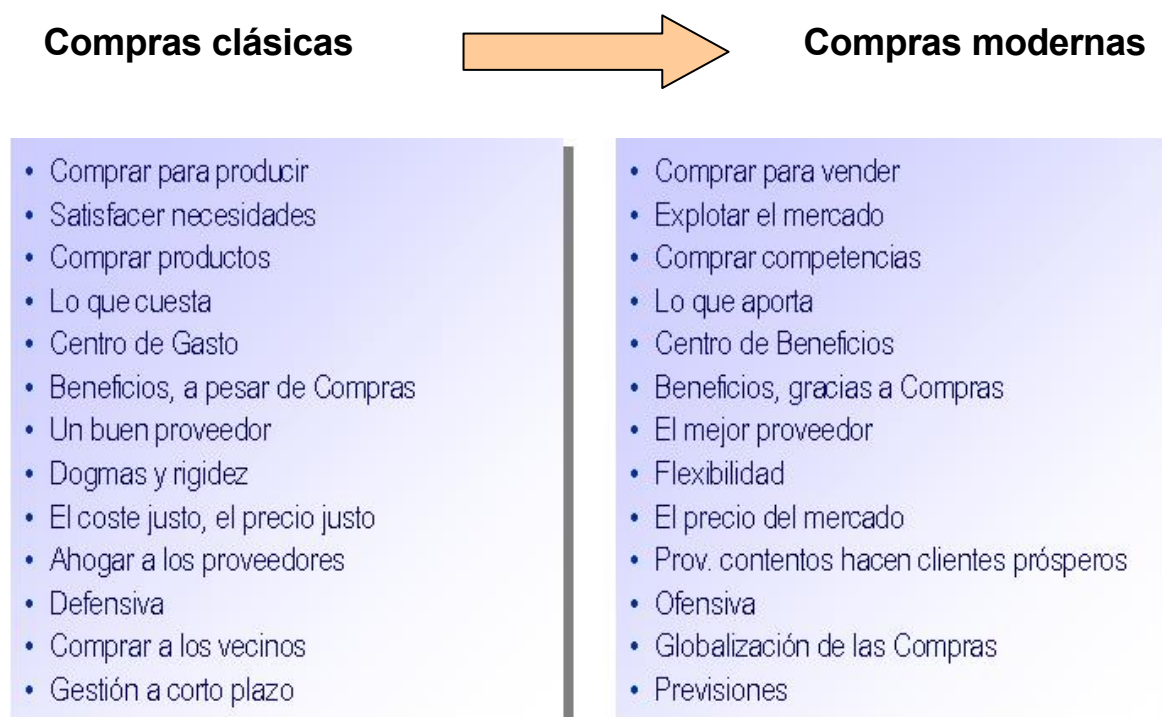 Compras clásicas
Compras modernas
• Comprar para producir
• Satisfacer necesidades
• Comprar productos
• Lo que cuesta
• Centro de Gasto
• Beneficios, a pesar de Compras
• Un buen proveedor
• Dogmas y rigidez
• El coste justo, el precio justo
• Ahogar a los proveedores
• Defensiva
• Comprar a los vecinos
• Gestión a corto plazo
• Comprar para vender
• Explotar el mercado
• Comprar competencias
• Lo que aporta
• Centro de Beneficios
• Beneficios, gracias a Compras
• El mejor proveedor
• Flexibilidad
• El precio del mercado
• Prov. contentos hacen clientes prósperos
• Ofensiva
• Globalización de las Compras
• Previsiones